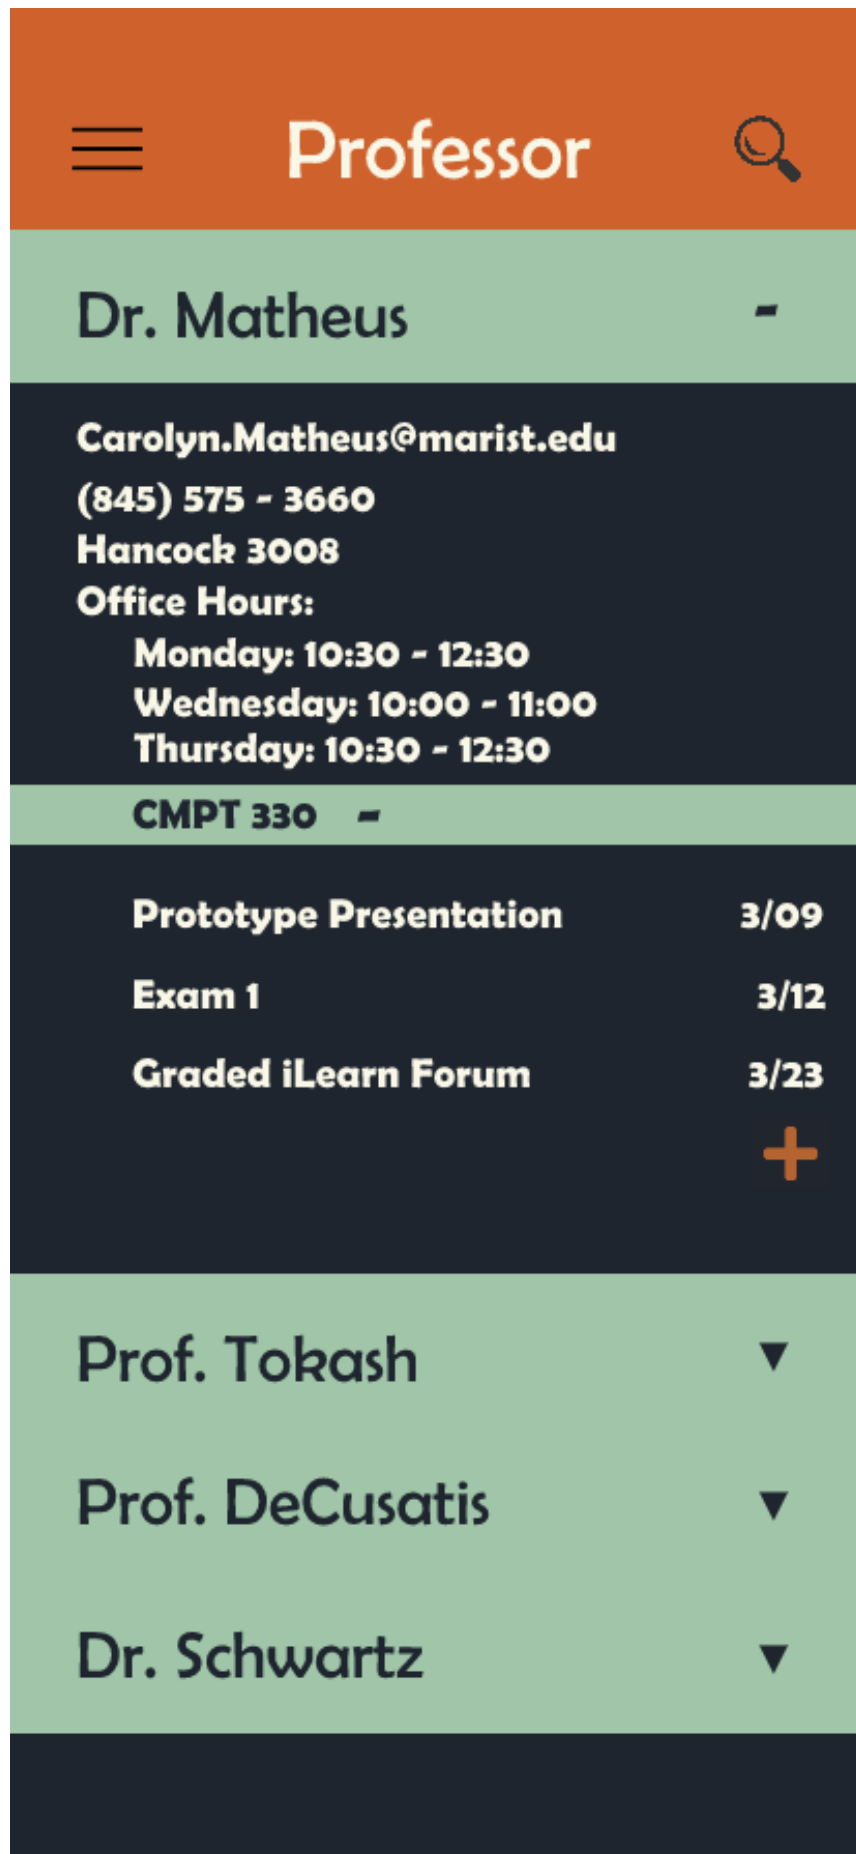 Professor
Dr. Matheus -
Carolyn.Matheus@marist.edu
(845) 575 - 3660
Hancock 3008
Office Hours:
Monday: 10:30 - 12:30
Wednesday: 10:00 - 11:00
Thursday: 10:30 - 12:30
CMPT 330 -
Prototype Presentation 3/09
Exam 1 3/12
Graded iLearn Forum 3/23
Prof. Tokash
Prof. DeCusatis
Dr. Schwartz